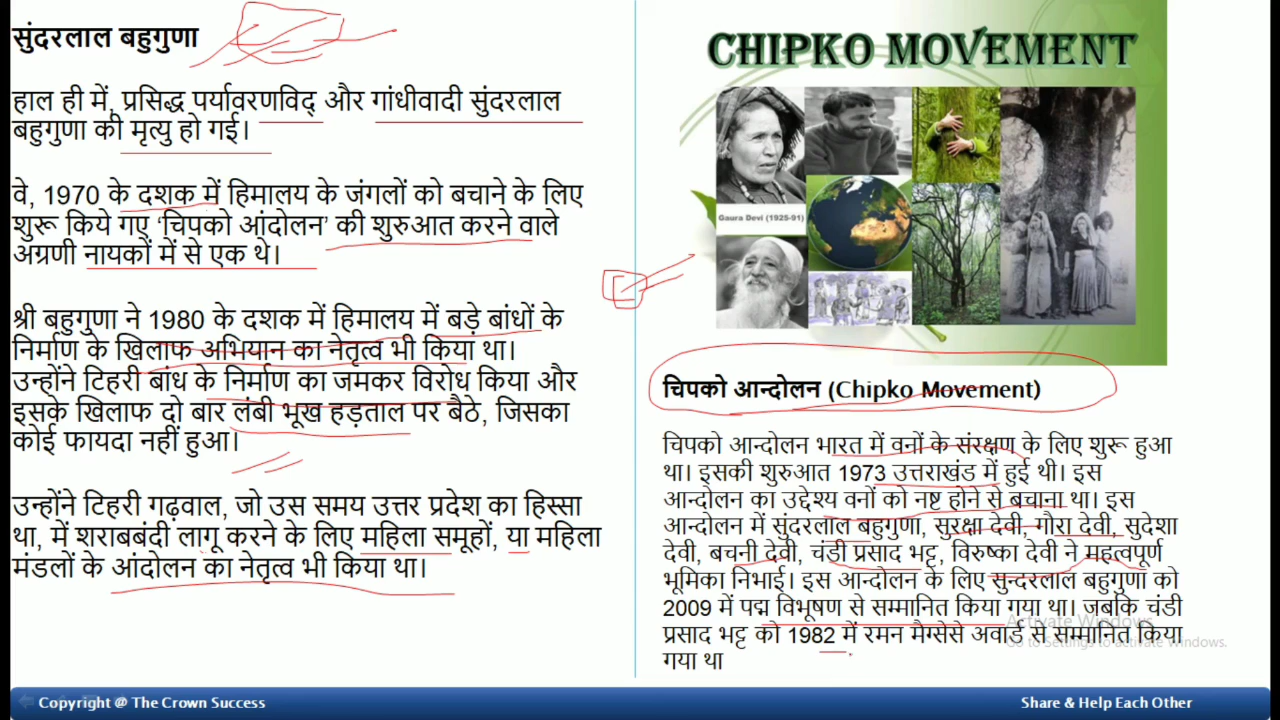 सुंदरलाल बहुगुणा
हाल ही में, प्रसिद्ध पर्यावरणविद् और गांधीवादी सुंदरलाल
बहुगुणा की मृत्यु हो गई।
वे, 1970 के दशक में हिमालय के जंगलों को बचाने के लिए
शुरू किये गए ‘चिपको आंदोलन’ की शुरुआत करने वाले
अग्रणी नायकों में से एक थे।
श्री बहुगुणा ने 1980 के दशक में हिमालय में बड़े बांधों के
निर्माण के खिलाफ अभियान का नेतृत्व भी किया था।
उन्होंने टिहरी बांध के निर्माण का जमकर विरोध किया और
इसके खिलाफ दो बार लंबी भूख हड़ताल पर बैठे, जिसका
कोई फायदा नहीं हुआ।
उन्होंने टिहरी गढ़वाल, जो उस समय उत्तर प्रदेश का हिस्सा
था, में शराबबंदी लागू करने के लिए महिला समूहों, या महिला
मंडलों के आंदोलन का नेतृत्व भी किया था।
CHIPKO MOVEMENT
Gaura Devi (1925-91)
चिपको आन्दोलन (Chipko Movement)
चिपको आन्दोलन भारत में वनों के संरक्षण के लिए शुरू हुआ
था। इसकी शुरुआत 1973 उत्तराखंड में हुई थी। इस
आन्दोलन का उद्देश्य वनों को नष्ट होने से बचाना था। इस
आन्दोलन में सुंदरलाल बहुगुणा, सुरक्षा देवी, गौरा देवी, सुदेशा
देवी, बचनी देवी, चंडी प्रसाद भट्ट, विरुष्का देवी ने महत्वपूर्ण
भूमिका निभाई। इस आन्दोलन के लिए सुन्दरलाल बहुगुणा को
2009 में पद्म विभूषण से सम्मानित किया गया था। जबकि चंडी
प्रसाद भट्ट को 1982 में रमन मैग्सेसे अवार्ड से सम्मानित किया
गया था
Activate Windows
Go to Settings to activate Windows.
Copyright @ The Crown Success
Share & Help Each Other